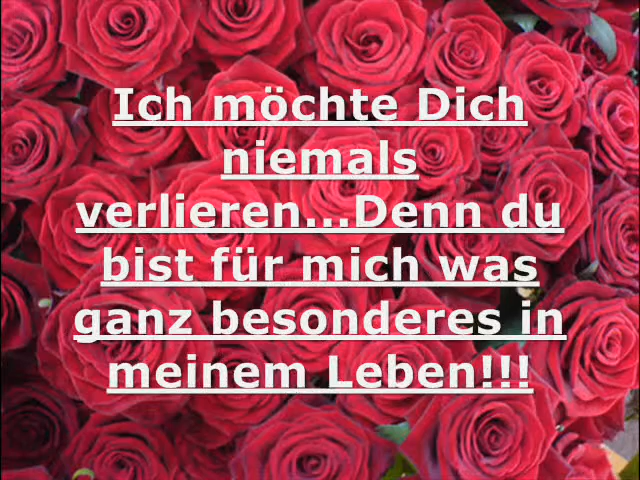 Ich möchte Dich
niemals
verlieren...Denn du
bist für mich was
ganz besonderes in
meinem Leben!!!